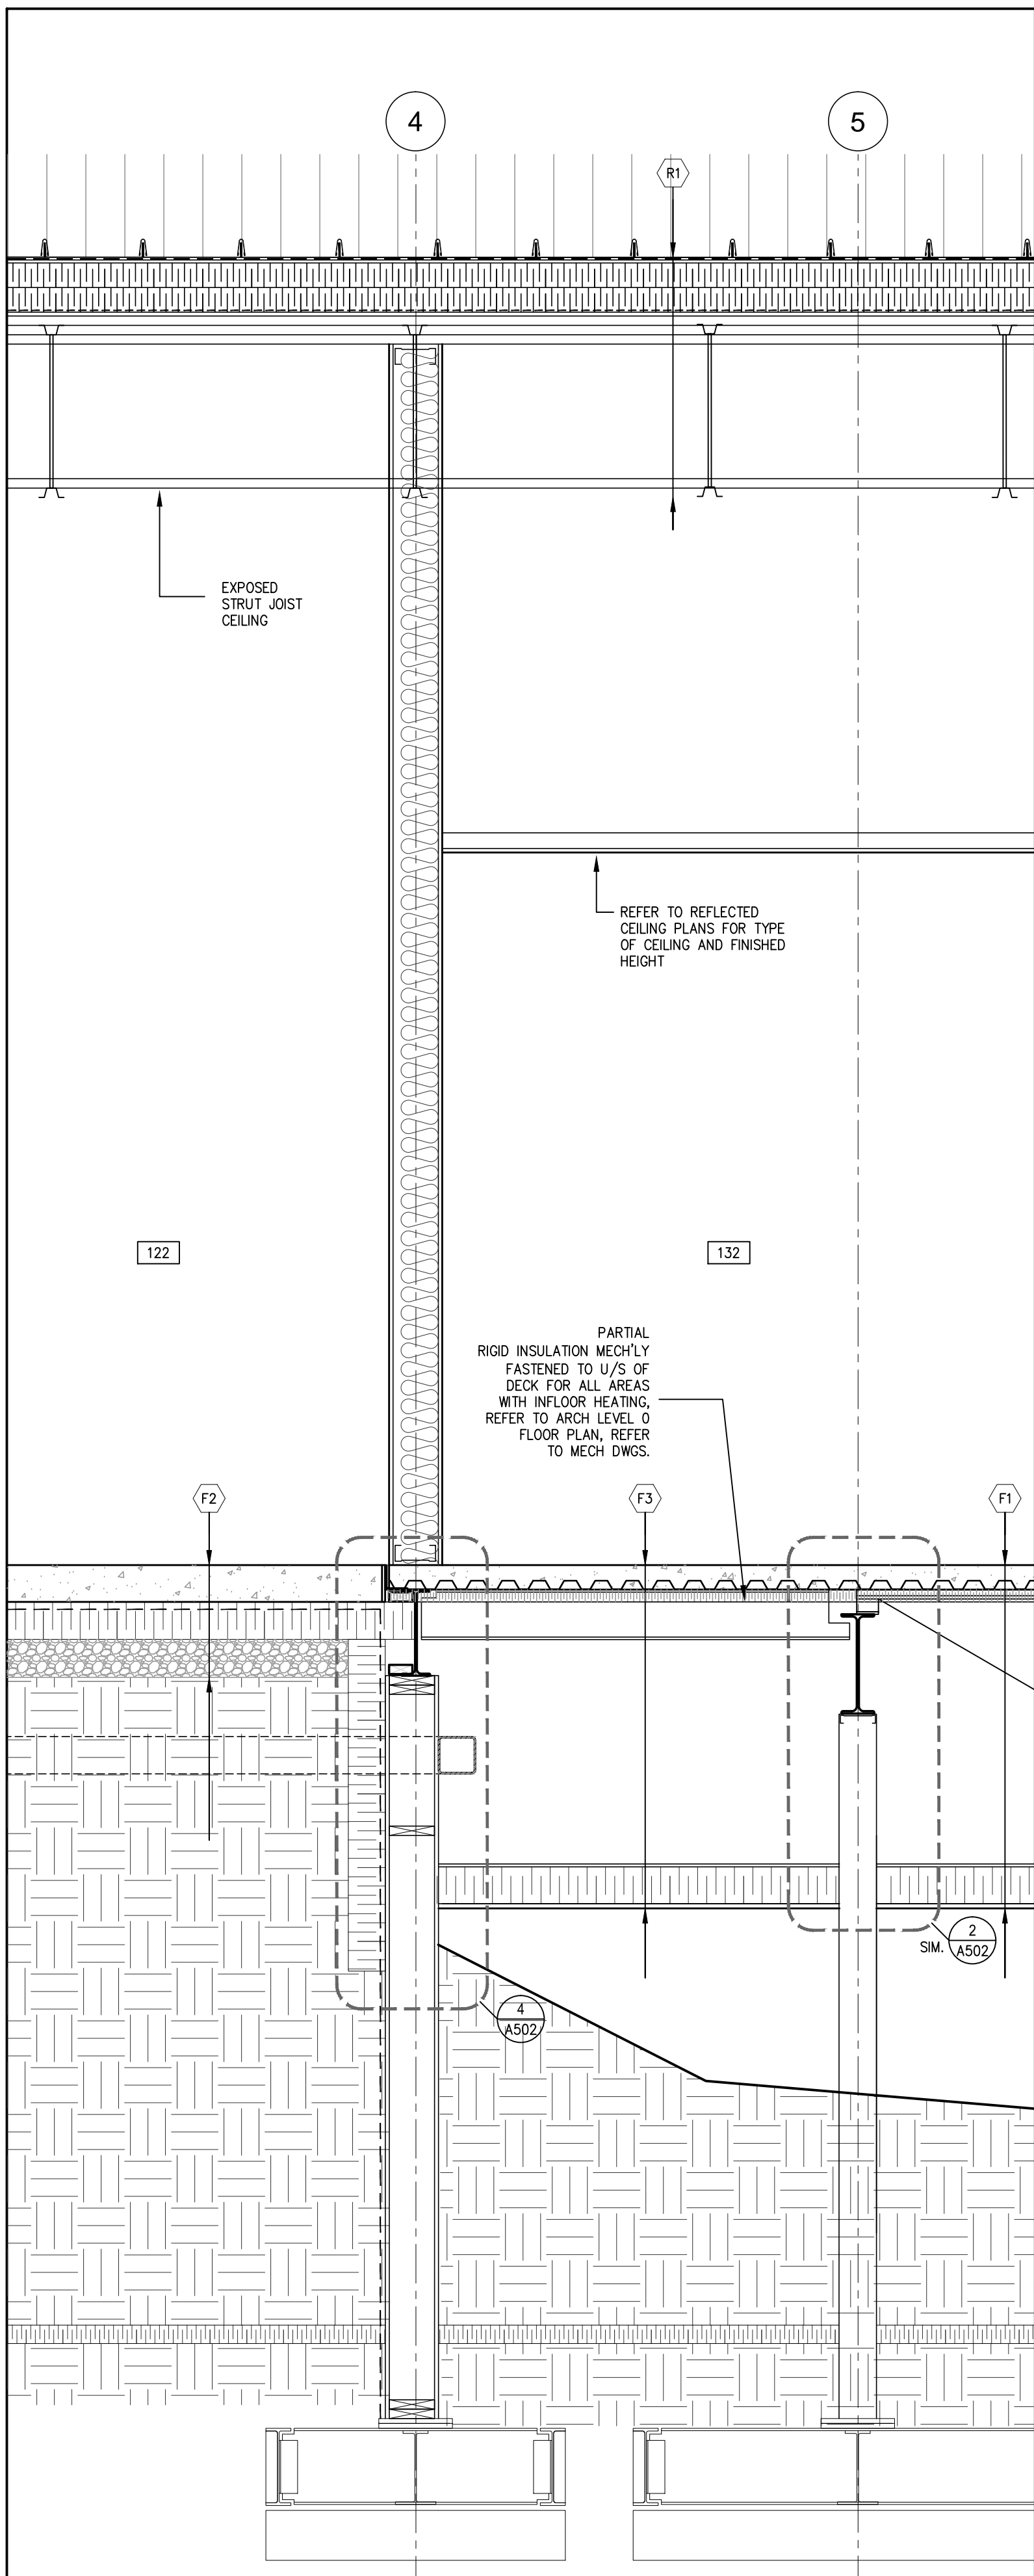 4
5
R1
EXPOSED
STRUT JOIST
CEILING
REFER TO REFLECTED
CEILING PLANS FOR TYPE
OF CEILING AND FINISHED
HEIGHT
122
132
PARTIAL
RIGID INSULATION MECH'LY
FASTENED TO U/S OF
DECK FOR ALL AREAS
WITH INFLOOR HEATING,
REFER TO ARCH LEVEL 0
FLOOR PLAN, REFER
TO MECH DWGS.
F2
F3
F1
SIM.
2
A502
4
A502